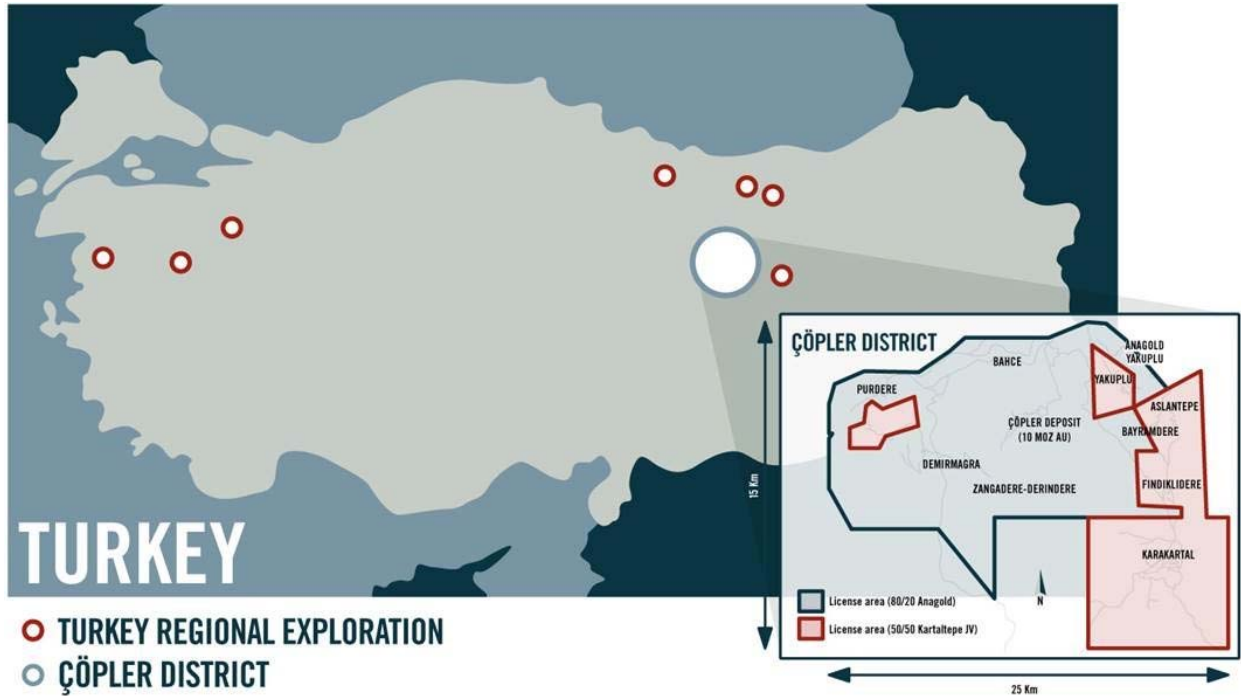 TURKEY
TURKEY REGIONAL EXPLORATION
ÇÖPLER DISTRICT
ÇÖPLER DISTRICT
ANAGOLD
YAKUPLU
BAHCE
YAKUPLU
PURDERE
ASLANTEPE
ÇÖPLER DEPOSIT
(10 MOZ AU)
BAYRAMDERE
DEMIRMAGRA
ZANGADERE-DERINDERE
FINDIKLIDERE
KARAKARTAL
License area (80/20 Anagold)
License area (50/50 Kartaltepe JV)
N
15 Km
25 Km